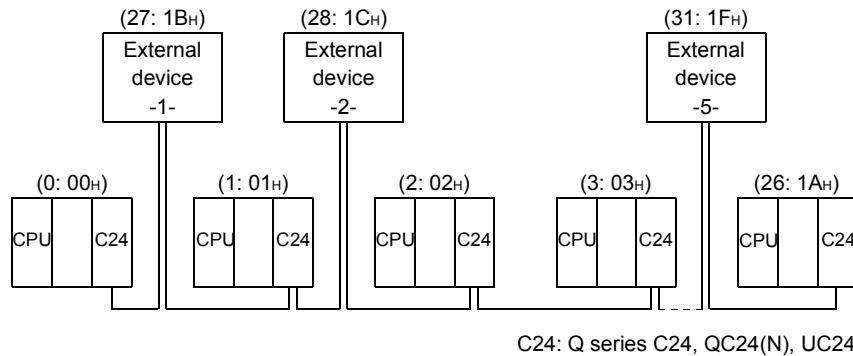 (27: 1BH) (28: 1CH) (31: 1FH)
External device -1-
External device -2-
External device -5-
(0: 00H) (1: 01H) (2: 02H) (3: 03H) (26: 1AH)
CPU C24 CPU C24 CPU C24 CPU C24 CPU C24
C24: Q series C24, QC24(N), UC24